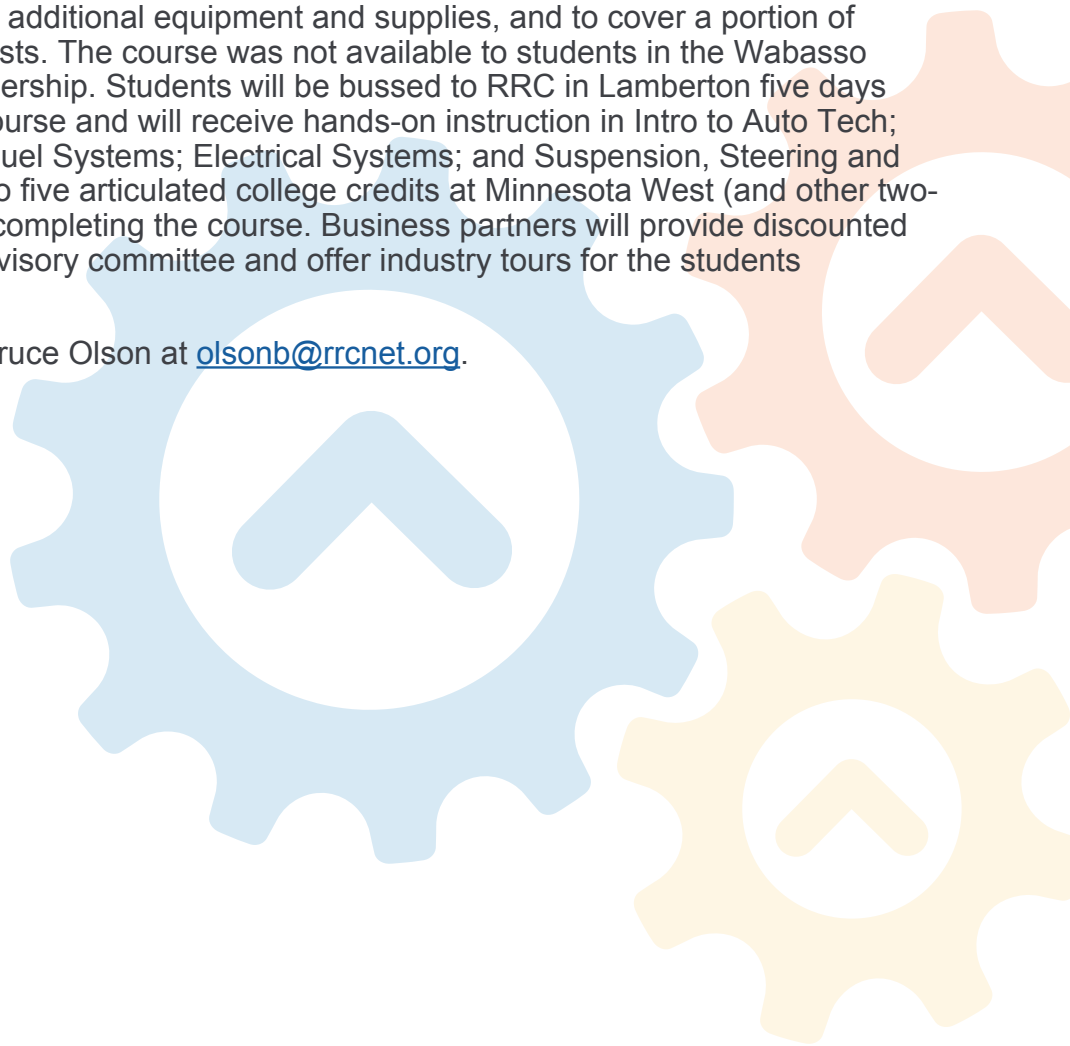 additional equipment and supplies, and to cover a portion of
sts. The course was not available to students in the Wabasso
ership. Students will be bussed to RRC in Lamberton five days
ourse and will receive hands-on instruction in Intro to Auto Tech;
uel Systems; Electrical Systems; and Suspension, Steering and
o five articulated college credits at Minnesota West (and other two-
completing the course. Business partners will provide discounted
visory committee and offer industry tours for the students
ruce Olson at olsonb@rrcnet.org.